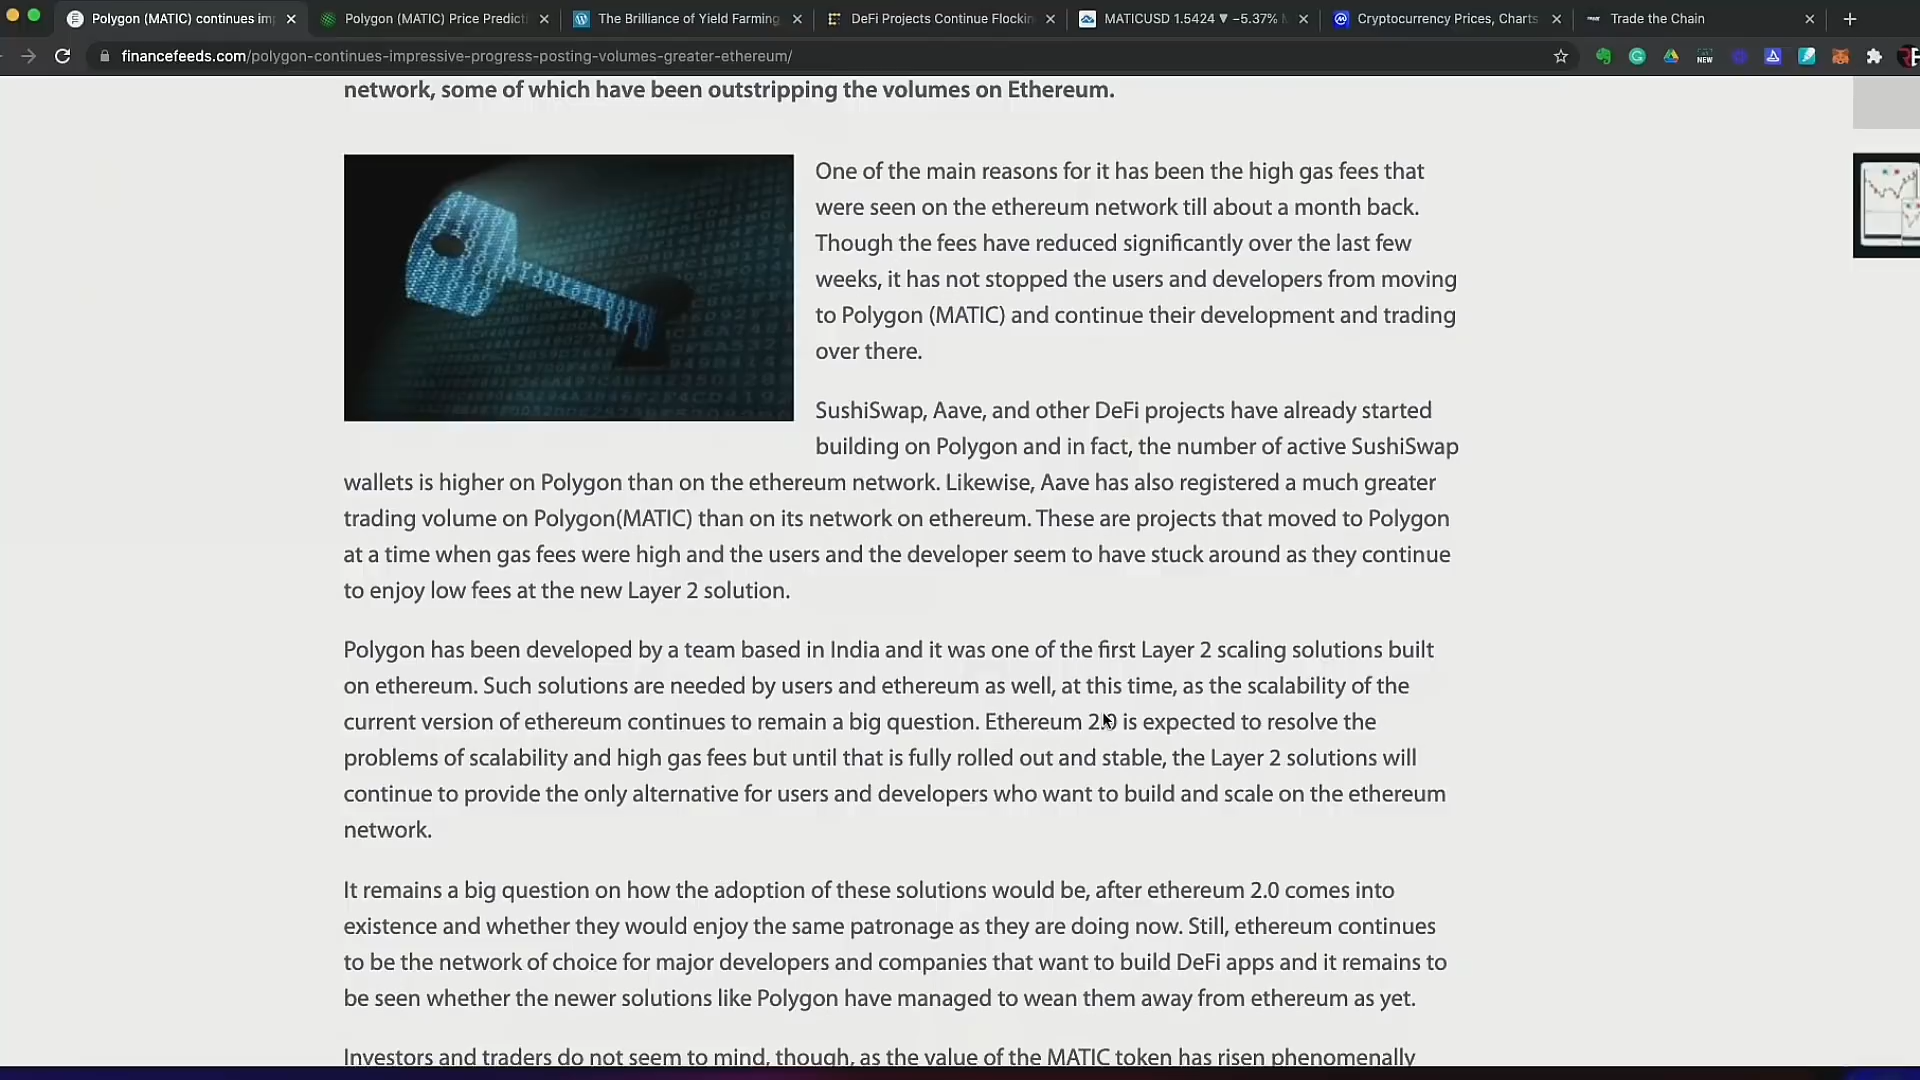 Polygon (MATIC) continues im
Polygon (MATIC) Price Predict
The Brilliance of Yield Farming
DeFi Projects Continue Flockin
MATICUSD 1.5424 ▼ −5.37%
Cryptocurrency Prices, Charts
Trade the Chain
financefeeds.com/polygon-continues-impressive-progress-posting-volumes-greater-ethereum/
NEW
network, some of which have been outstripping the volumes on Ethereum.
One of the main reasons for it has been the high gas fees that
were seen on the ethereum network till about a month back.
Though the fees have reduced significantly over the last few
weeks, it has not stopped the users and developers from moving
to Polygon (MATIC) and continue their development and trading
over there.
SushiSwap, Aave, and other DeFi projects have already started
building on Polygon and in fact, the number of active SushiSwap
wallets is higher on Polygon than on the ethereum network. Likewise, Aave has also registered a much greater
trading volume on Polygon(MATIC) than on its network on ethereum. These are projects that moved to Polygon
at a time when gas fees were high and the users and the developer seem to have stuck around as they continue
to enjoy low fees at the new Layer 2 solution.
Polygon has been developed by a team based in India and it was one of the first Layer 2 scaling solutions built
on ethereum. Such solutions are needed by users and ethereum as well, at this time, as the scalability of the
current version of ethereum continues to remain a big question. Ethereum 2.0 is expected to resolve the
problems of scalability and high gas fees but until that is fully rolled out and stable, the Layer 2 solutions will
continue to provide the only alternative for users and developers who want to build and scale on the ethereum
network.
It remains a big question on how the adoption of these solutions would be, after ethereum 2.0 comes into
existence and whether they would enjoy the same patronage as they are doing now. Still, ethereum continues
to be the network of choice for major developers and companies that want to build DeFi apps and it remains to
be seen whether the newer solutions like Polygon have managed to wean them away from ethereum as yet.
Investors and traders do not seem to mind, though, as the value of the MATIC token has risen phenomenally